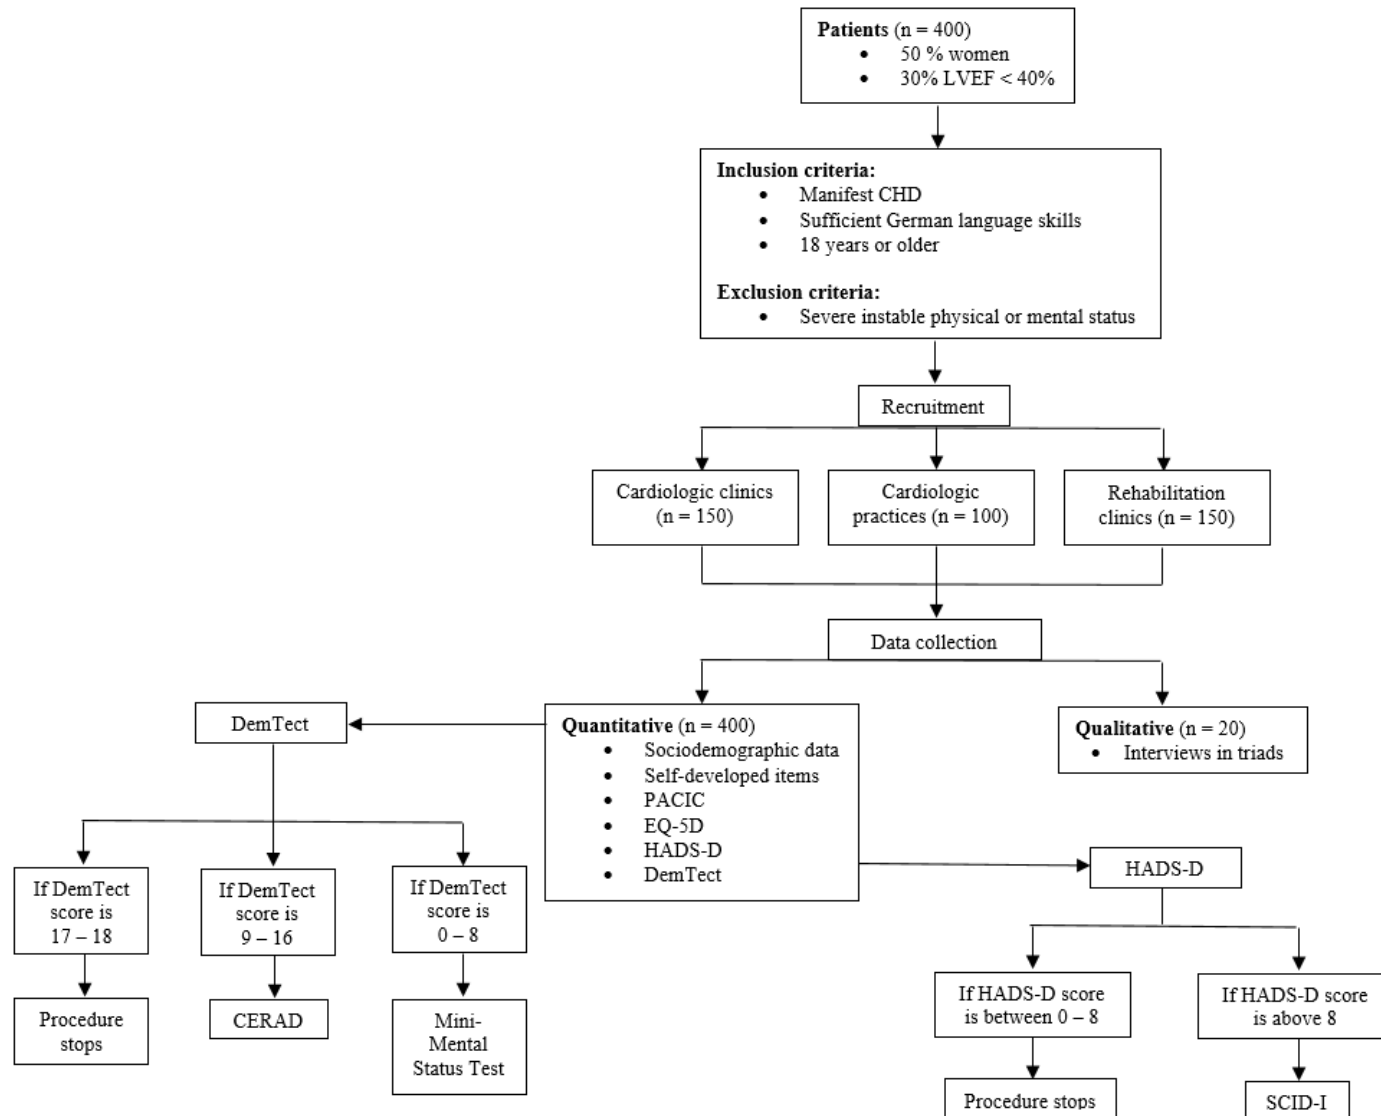 Patients (n = 400)
• 50 % women
• 30% LVEF < 40%
Inclusion criteria:
• Manifest CHD
• Sufficient German language skills
• 18 years or older
Exclusion criteria:
• Severe instable physical or mental status
Recruitment
Cardiologic clinics
(n = 150)
Cardiologic
practices (n = 100)
Rehabilitation
clinics (n = 150)
Data collection
DemTect
Quantitative (n = 400)
• Sociodemographic data
• Self-developed items
• PACIC
• EQ-5D
• HADS-D
• DemTect
Qualitative (n = 20)
• Interviews in triads
If DemTect
score is
17 – 18
If DemTect
score is
9 – 16
If DemTect
score is
0 – 8
HADS-D
Procedure
stops
CERAD
Mini-
Mental
Status Test
If HADS-D score
is between 0 – 8
If HADS-D score
is above 8
Procedure stops
SCID-I